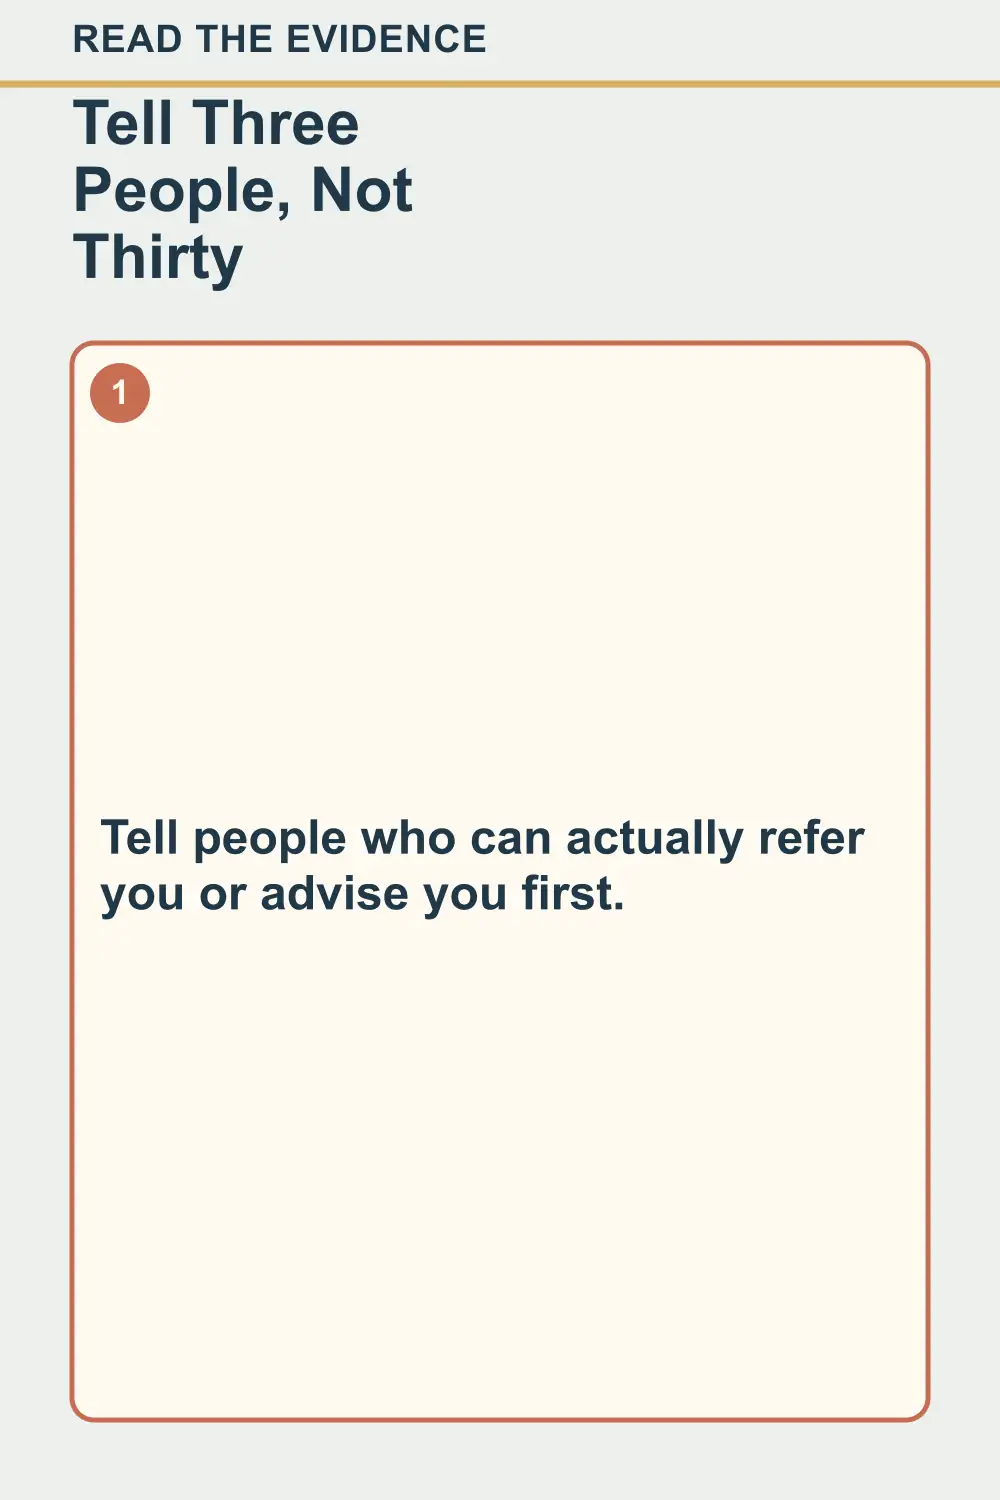 READ THE EVIDENCE
Tell Three
People, Not
Thirty
1
Tell people who can actually refer
you or advise you first.